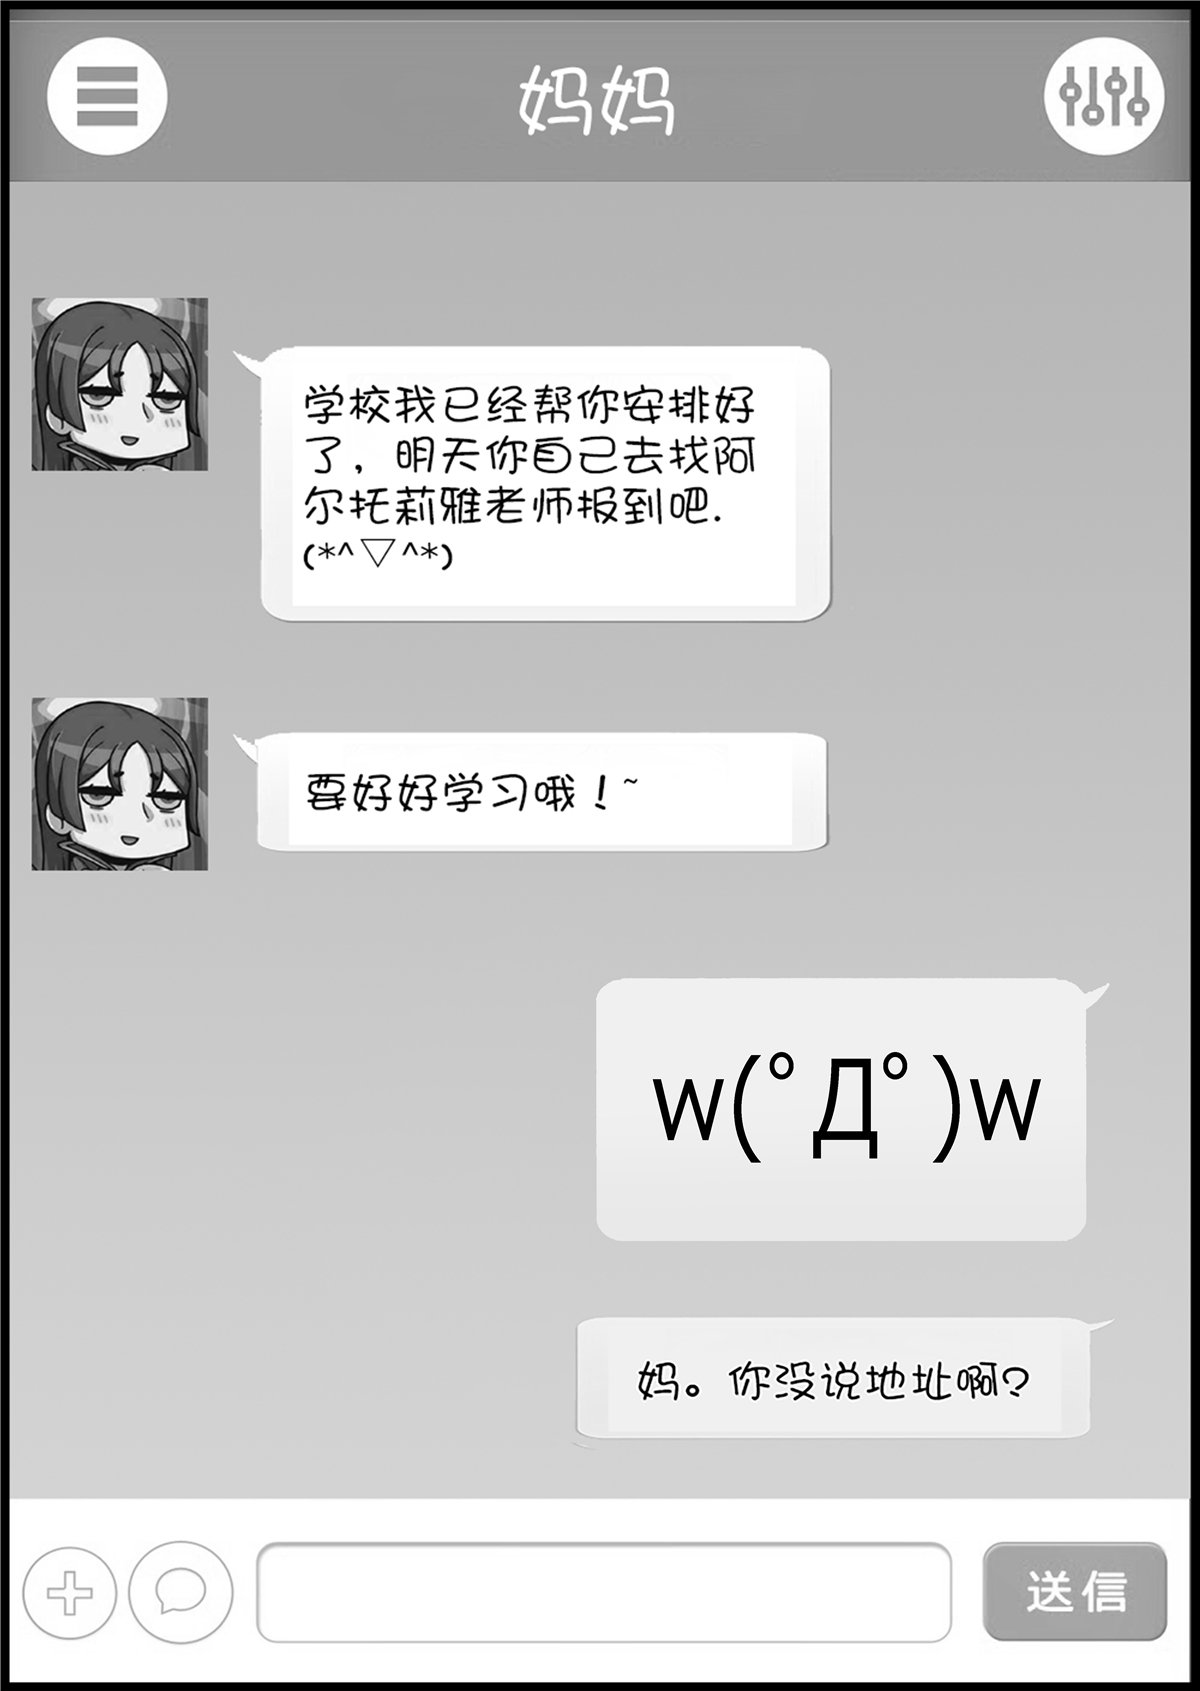 妈妈
学校我已经帮你安排好
了，明天你自己去找阿
尔托莉雅老师报到吧.
(*^▽^*)
要好好学习哦！~
w(ﾟДﾟ)w
妈。你没说地址啊？
送信